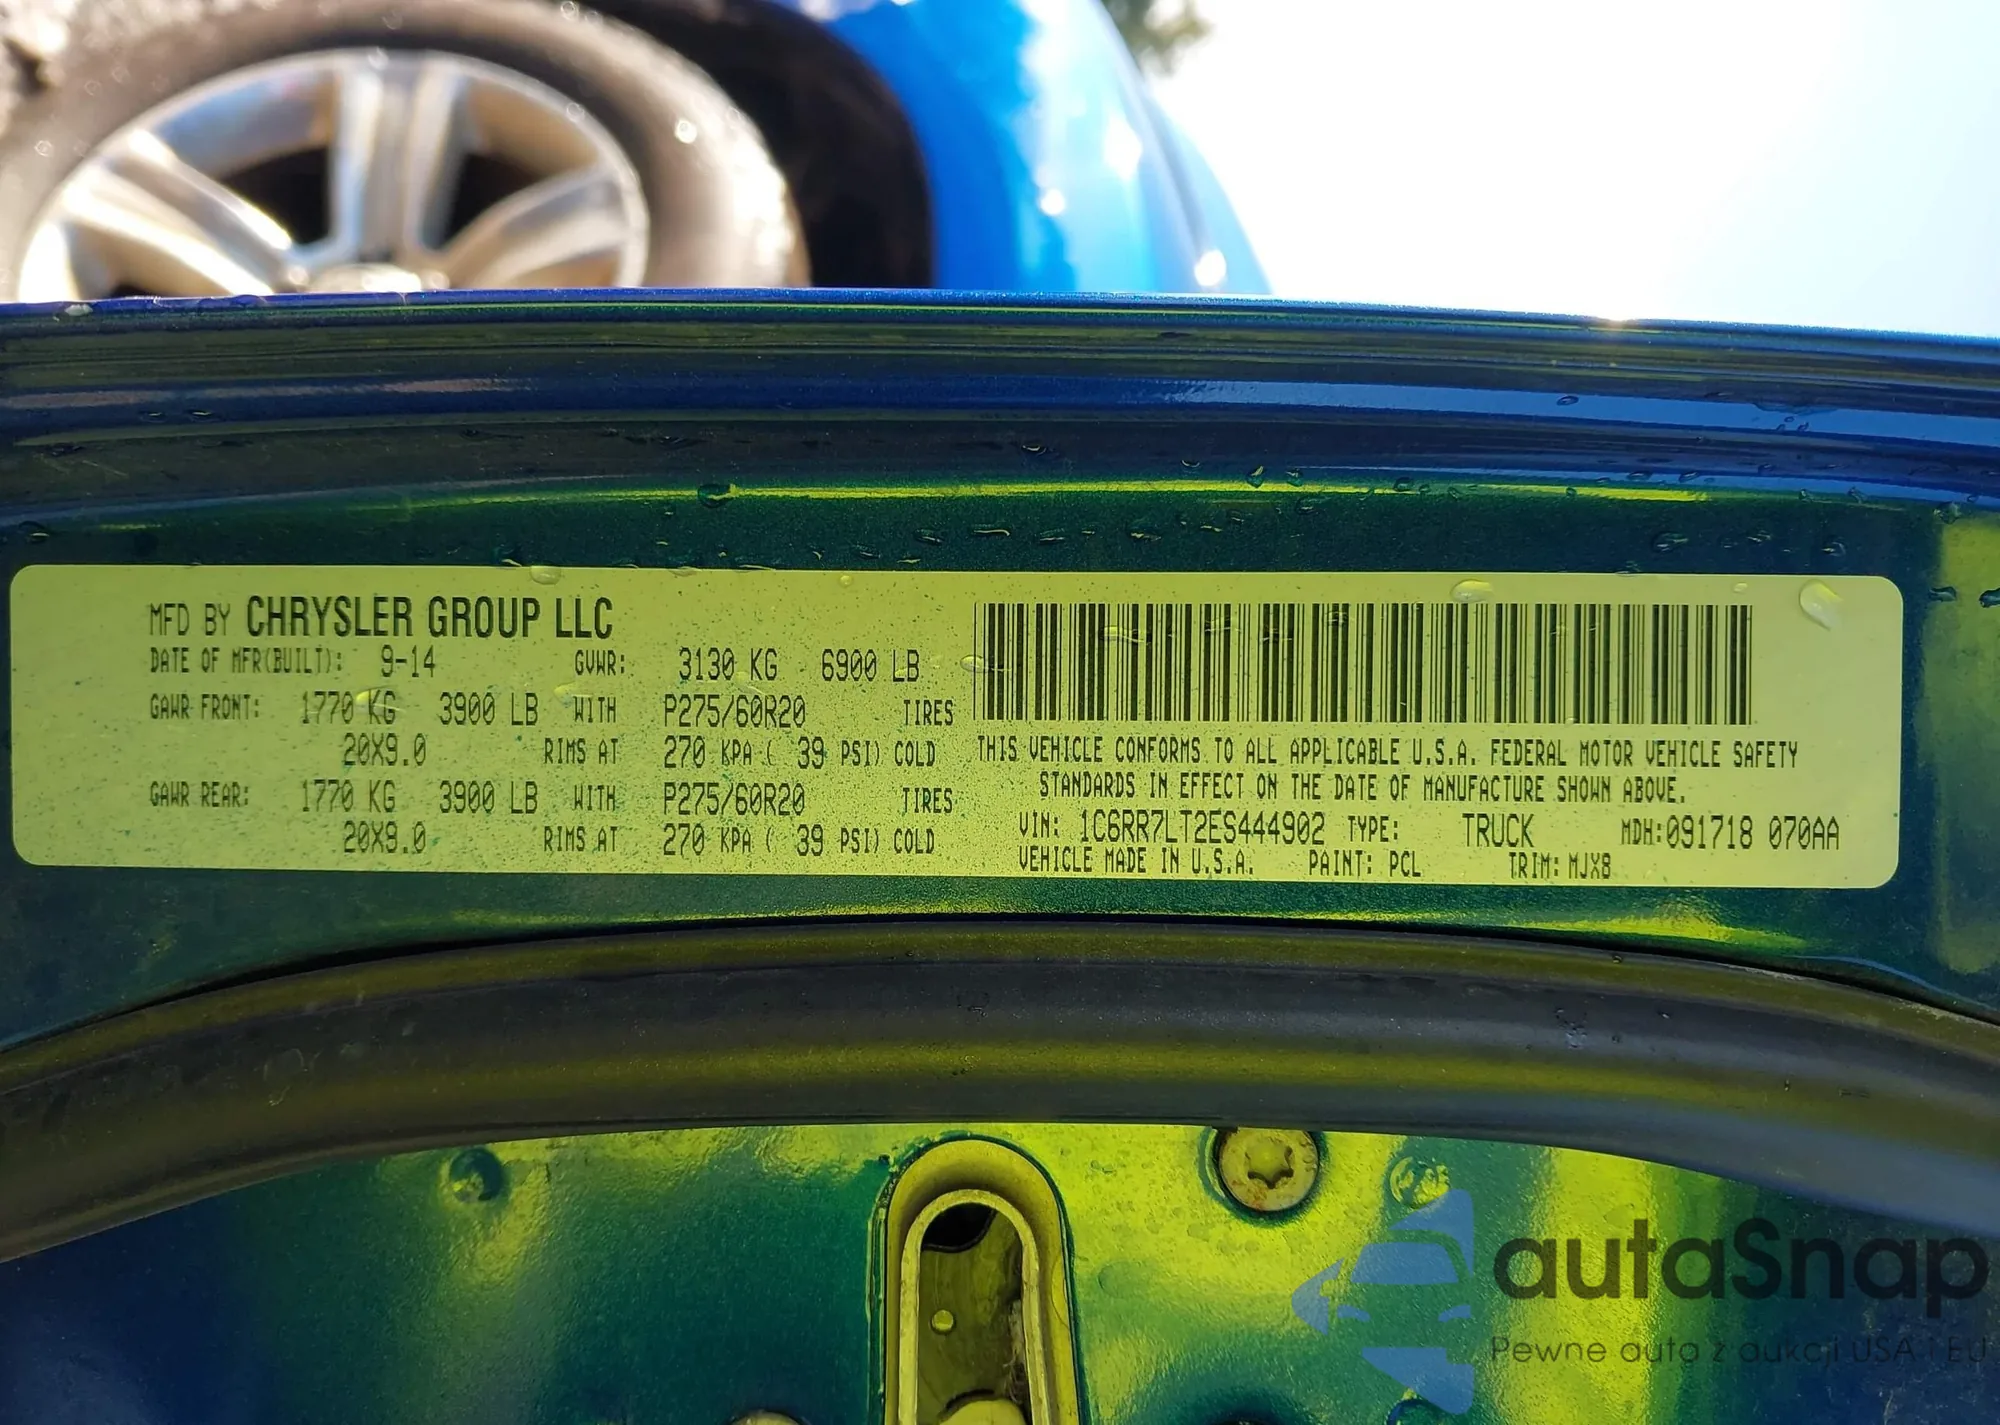 MFD BY CHRYSLER GROUP LLC
DATE OF MFR(BUILT): 9-14 GVWR: 3130 KG 6900 LB
GAWR FRONT: 1770 KG 3900 LB WITH P275/60R20 TIRES
20X9.0 RIMS AT 270 KPA ( 39 PSI) COLD
GAWR REAR: 1770 KG 3900 LB WITH P275/60R20 TIRES
20X9.0 RIMS AT 270 KPA ( 39 PSI) COLD
THIS VEHICLE CONFORMS TO ALL APPLICABLE U.S.A. FEDERAL MOTOR VEHICLE SAFETY
STANDARDS IN EFFECT ON THE DATE OF MANUFACTURE SHOWN ABOVE.
VIN: 1C6RR7LT2ES444902 TYPE: TRUCK MDH:091718 070AA
VEHICLE MADE IN U.S.A. PAINT: PCL TRIM: MJX8
autaSnap
Pewne auta z aukcji USA i EU